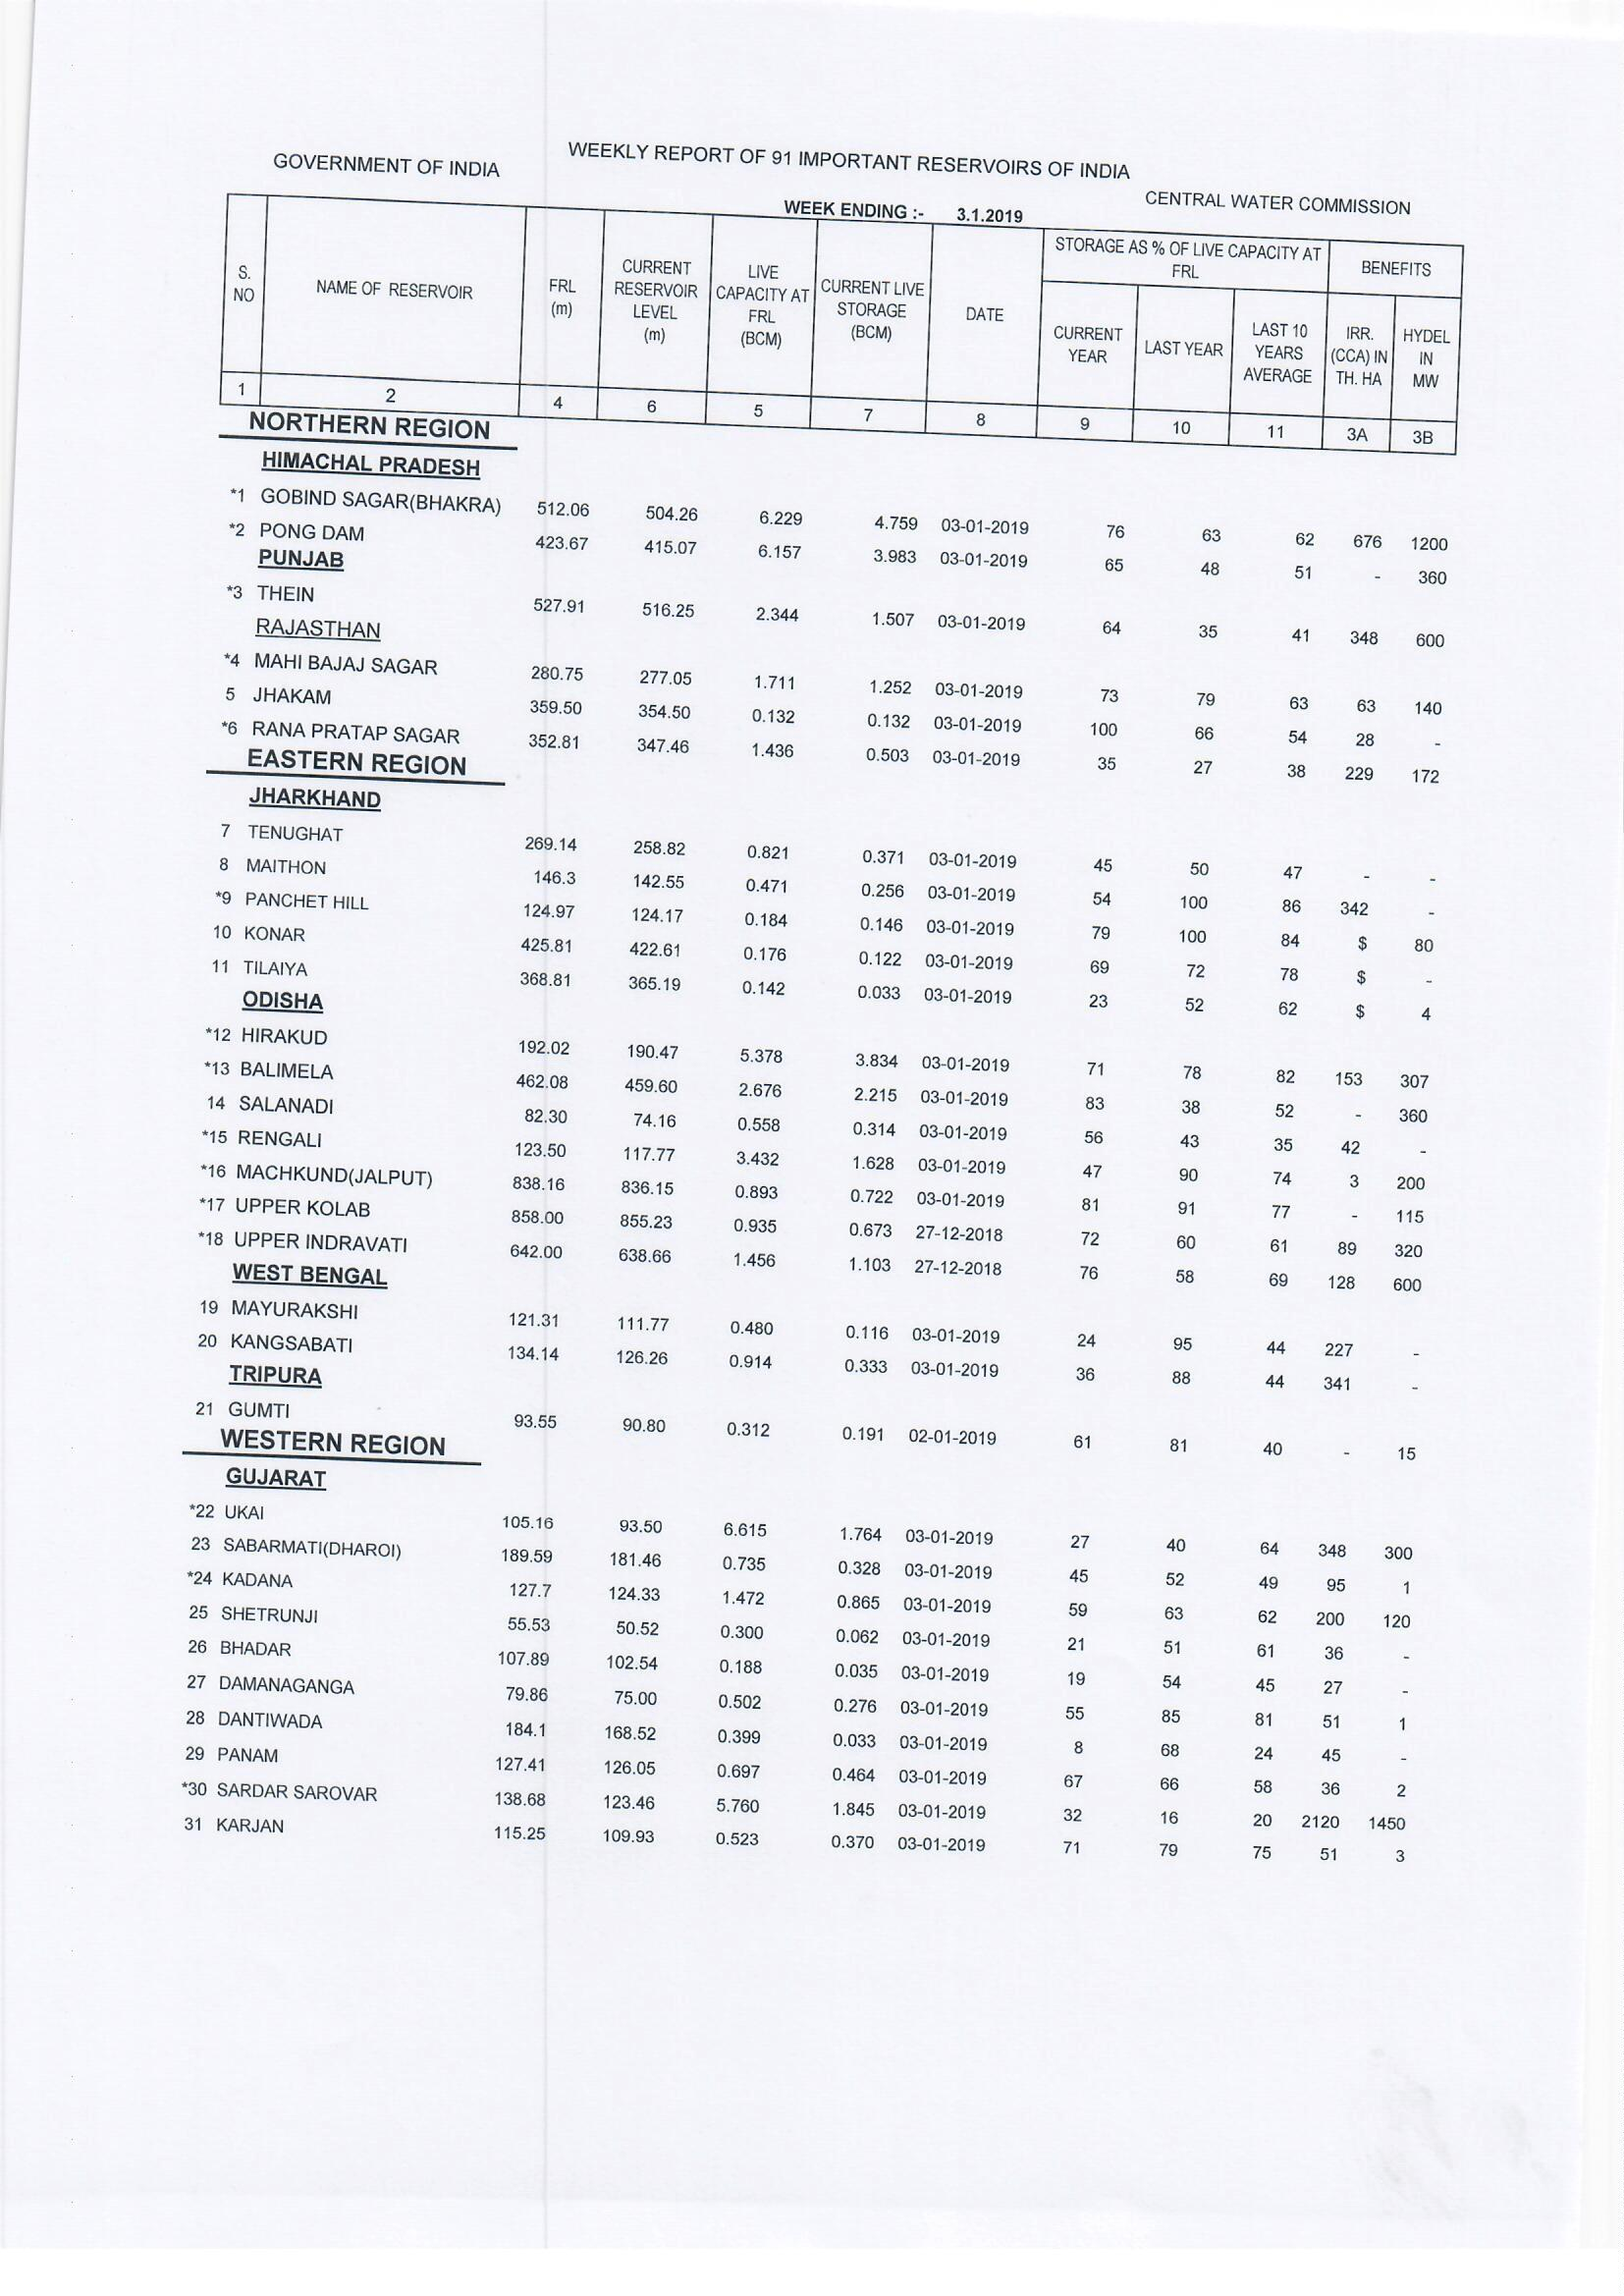 GOVERNMENT OF INDIA
WEEKLY REPORT OF 91 IMPORTANT RESERVOIRS OF INDIA
CENTRAL WATER COMMISSION
WEEK ENDING :- 3.1.2019
S. NO
NAME OF RESERVOIR
FRL (m)
CURRENT RESERVOIR LEVEL (m)
LIVE CAPACITY AT FRL (BCM)
CURRENT LIVE STORAGE (BCM)
DATE
STORAGE AS % OF LIVE CAPACITY AT FRL
CURRENT YEAR
LAST YEAR
LAST 10 YEARS AVERAGE
BENEFITS
IRR. (CCA) IN TH. HA
HYDEL IN MW
1 2 4 6 5 7 8 9 10 11 3A 3B
NORTHERN REGION
HIMACHAL PRADESH
*1 GOBIND SAGAR(BHAKRA) 512.06 504.26 6.229 4.759 03-01-2019 76 63 62 676 1200
*2 PONG DAM 423.67 415.07 6.157 3.983 03-01-2019 65 48 51 - 360
PUNJAB
*3 THEIN 527.91 516.25 2.344 1.507 03-01-2019 64 35 41 348 600
RAJASTHAN
*4 MAHI BAJAJ SAGAR 280.75 277.05 1.711 1.252 03-01-2019 73 79 63 63 140
5 JHAKAM 359.50 354.50 0.132 0.132 03-01-2019 100 66 54 28 -
*6 RANA PRATAP SAGAR 352.81 347.46 1.436 0.503 03-01-2019 35 27 38 229 172
EASTERN REGION
JHARKHAND
7 TENUGHAT 269.14 258.82 0.821 0.371 03-01-2019 45 50 47 - -
8 MAITHON 146.3 142.55 0.471 0.256 03-01-2019 54 100 86 342 -
*9 PANCHET HILL 124.97 124.17 0.184 0.146 03-01-2019 79 100 84 $ 80
10 KONAR 425.81 422.61 0.176 0.122 03-01-2019 69 72 78 $ -
11 TILAIYA 368.81 365.19 0.142 0.033 03-01-2019 23 52 62 $ 4
ODISHA
*12 HIRAKUD 192.02 190.47 5.378 3.834 03-01-2019 71 78 82 153 307
*13 BALIMELA 462.08 459.60 2.676 2.215 03-01-2019 83 38 52 - 360
14 SALANADI 82.30 74.16 0.558 0.314 03-01-2019 56 43 35 42 -
*15 RENGALI 123.50 117.77 3.432 1.628 03-01-2019 47 90 74 3 200
*16 MACHKUND(JALPUT) 838.16 836.15 0.893 0.722 03-01-2019 81 91 77 - 115
*17 UPPER KOLAB 858.00 855.23 0.935 0.673 27-12-2018 72 60 61 89 320
*18 UPPER INDRAVATI 642.00 638.66 1.456 1.103 27-12-2018 76 58 69 128 600
WEST BENGAL
19 MAYURAKSHI 121.31 111.77 0.480 0.116 03-01-2019 24 95 44 227 -
20 KANGSABATI 134.14 126.26 0.914 0.333 03-01-2019 36 88 44 341 -
TRIPURA
21 GUMTI 93.55 90.80 0.312 0.191 02-01-2019 61 81 40 - 15
WESTERN REGION
GUJARAT
*22 UKAI 105.16 93.50 6.615 1.764 03-01-2019 27 40 64 348 300
23 SABARMATI(DHAROI) 189.59 181.46 0.735 0.328 03-01-2019 45 52 49 95 1
*24 KADANA 127.7 124.33 1.472 0.865 03-01-2019 59 63 62 200 120
25 SHETRUNJI 55.53 50.52 0.300 0.062 03-01-2019 21 51 61 36 -
26 BHADAR 107.89 102.54 0.188 0.035 03-01-2019 19 54 45 27 -
27 DAMANAGANGA 79.86 75.00 0.502 0.276 03-01-2019 55 85 81 51 1
28 DANTIWADA 184.1 168.52 0.399 0.033 03-01-2019 8 68 24 45 -
29 PANAM 127.41 126.05 0.697 0.464 03-01-2019 67 66 58 36 2
*30 SARDAR SAROVAR 138.68 123.46 5.760 1.845 03-01-2019 32 16 20 2120 1450
31 KARJAN 115.25 109.93 0.523 0.370 03-01-2019 71 79 75 51 3